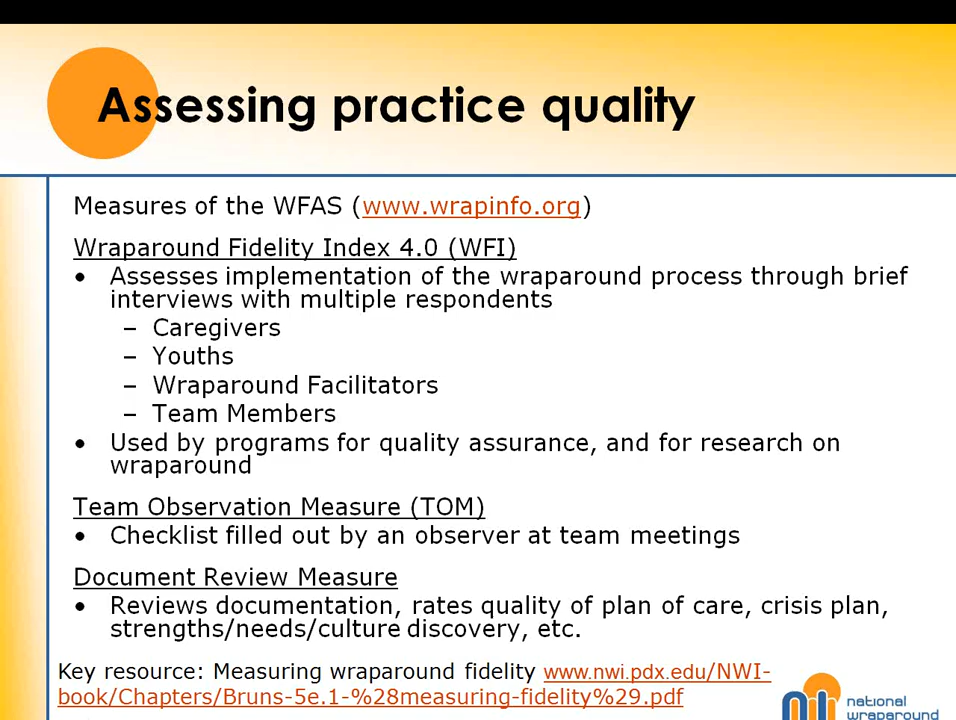 Assessing practice quality
Measures of the WFAS (www.wrapinfo.org)
Wraparound Fidelity Index 4.0 (WFI)
• Assesses implementation of the wraparound process through brief
interviews with multiple respondents
– Caregivers
– Youths
– Wraparound Facilitators
– Team Members
• Used by programs for quality assurance, and for research on
wraparound
Team Observation Measure (TOM)
• Checklist filled out by an observer at team meetings
Document Review Measure
• Reviews documentation, rates quality of plan of care, crisis plan,
strengths/needs/culture discovery, etc.
Key resource: Measuring wraparound fidelity www.nwi.pdx.edu/NWI-
book/Chapters/Bruns-5e.1-%28measuring-fidelity%29.pdf
national
wraparound